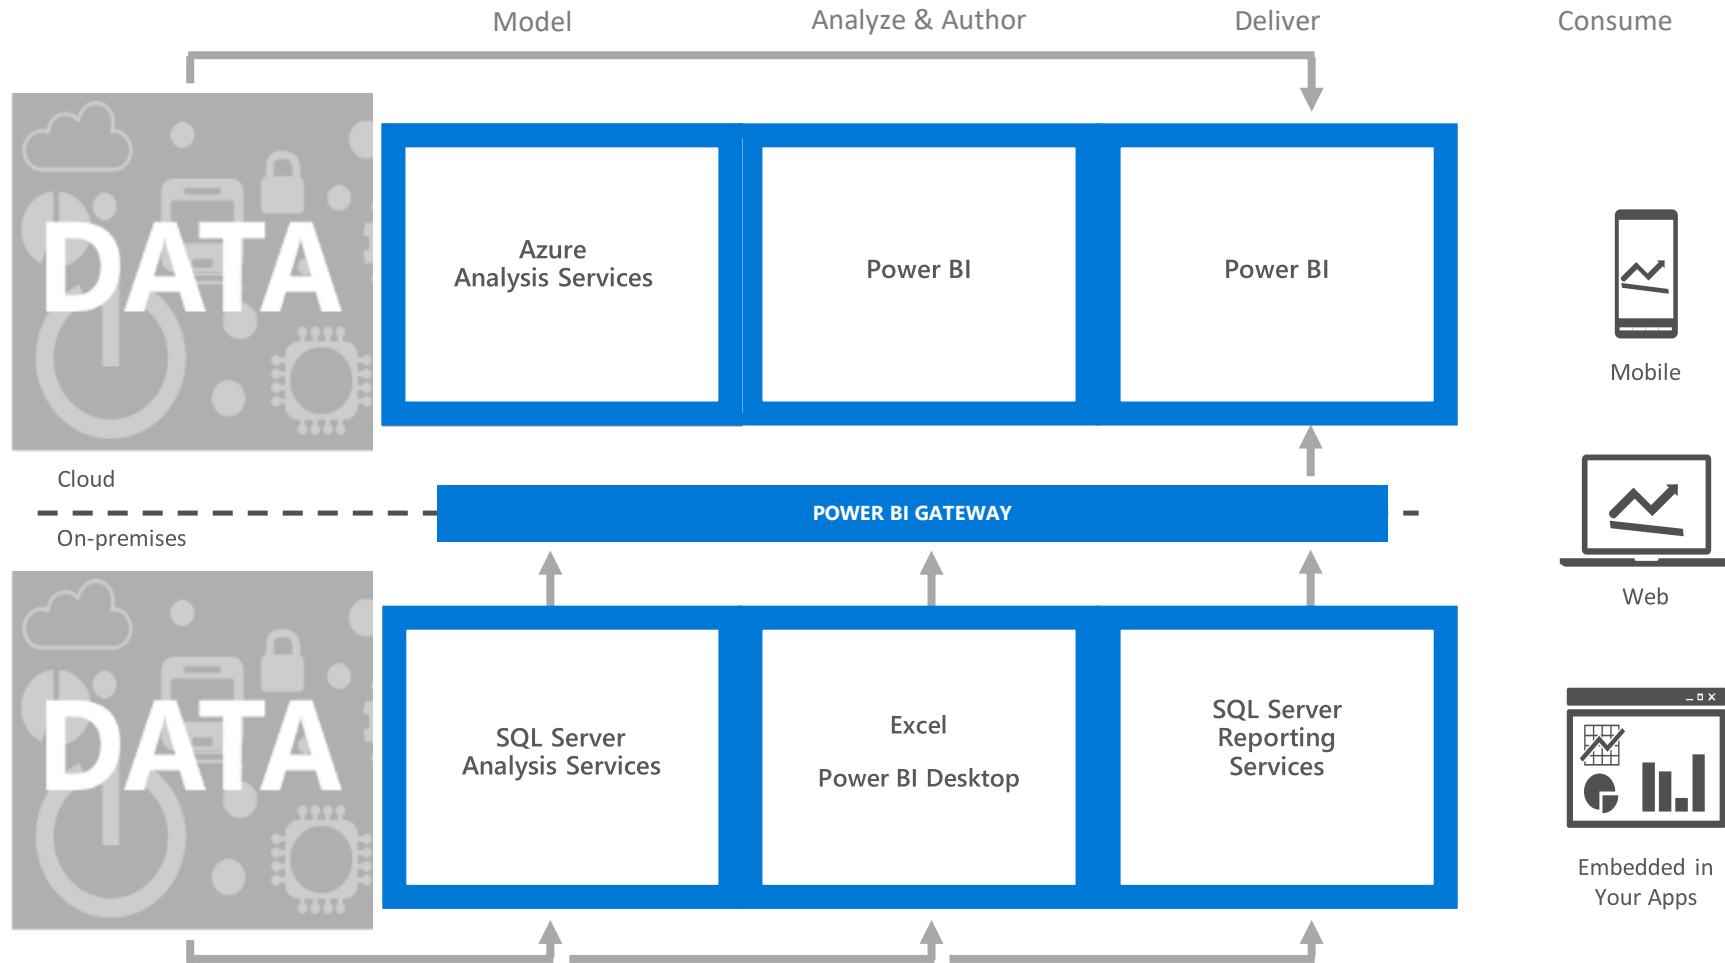 Model
Analyze & Author
Deliver
Consume
DATA
Azure
Analysis Services
Power BI
Power BI
Mobile
Cloud
POWER BI GATEWAY
On-premises
Web
DATA
SQL Server
Analysis Services
Excel
Power BI Desktop
SQL Server
Reporting
Services
Embedded in
Your Apps